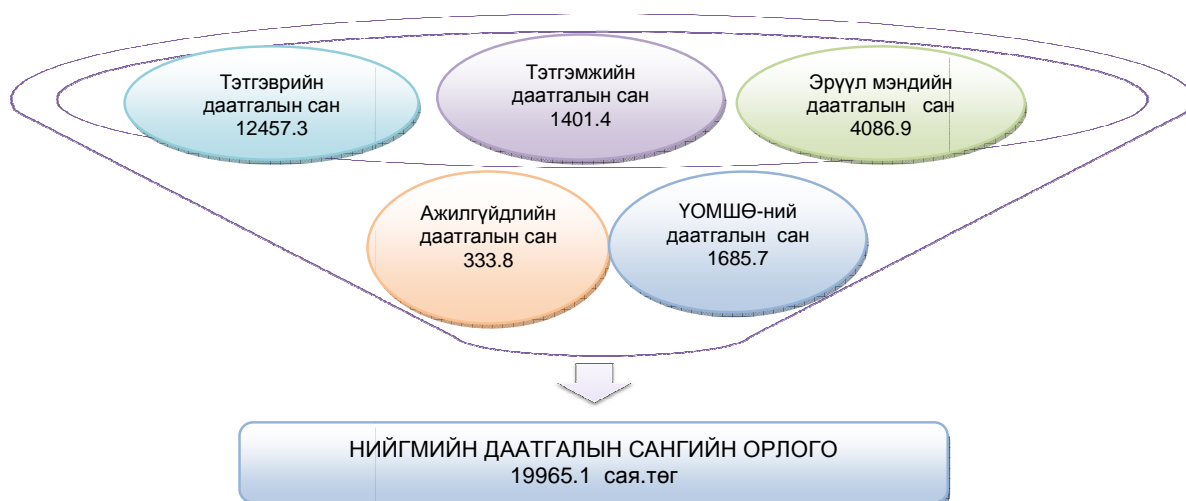 Тэтгэврийн
даатгалын сан
12457.3
Тэтгэмжийн
даатгалын сан
1401.4
Эрүүл мэндийн
даатгалын сан
4086.9
Ажилгүйдлийн
даатгалын сан
333.8
ҮОМШӨ-ний
даатгалын сан
1685.7
НИЙГМИЙН ДААТГАЛЫН САНГИЙН ОРЛОГО
19965.1 сая.төг